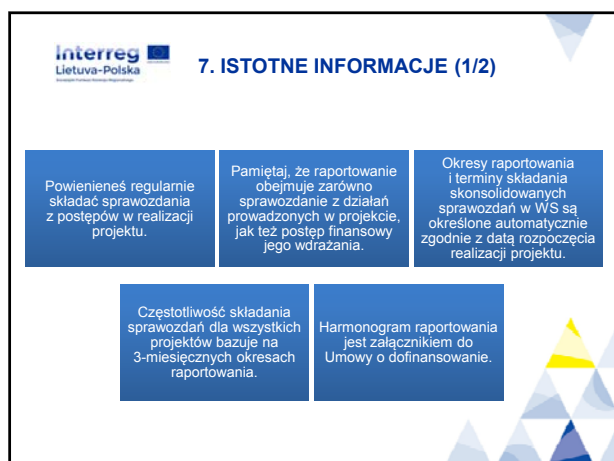 Interreg
Lietuva-Polska
7. ISTOTNE INFORMACJE (1/2)
Powienieneś regularnie
składać sprawozdania
z postępów w realizacji
projektu.
Pamiętaj, że raportowanie
obejmuje zarówno
sprawozdanie z działań
prowadzonych w projekcie,
jak też postęp finansowy
jego wdrażania.
Okresy raportowania
i terminy składania
skonsolidowanych
sprawozdań w WS są
określone automatycznie
zgodnie z datą rozpoczęcia
realizacji projektu.
Częstotliwość składania
sprawozdań dla wszystkich
projektów bazuje na
3-miesięcznych okresach
raportowania.
Harmonogram raportowania
jest załącznikiem do
Umowy o dofinansowanie.